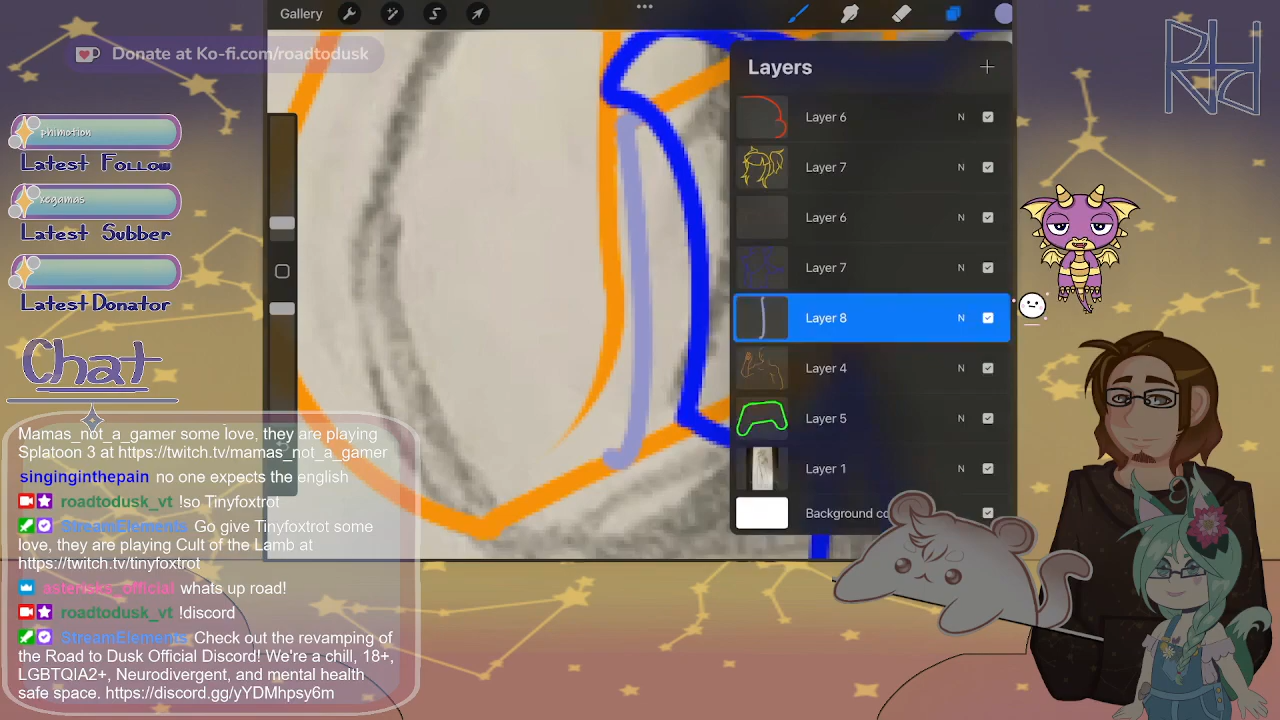 Gallery
Donate at Ko-fi.com/roadtodusk
phimotion
Latest Follow
xcgamas
Latest Subber
Latest Donator
Chat
Mamas_not_a_gamer some love, they are playing
Splatoon 3 at https://twitch.tv/mamas_not_a_gamer
singinginthepain no one expects the english
roadtodusk_vt !so Tinyfoxtrot
StreamElements Go give Tinyfoxtrot some
love, they are playing Cult of the Lamb at
https://twitch.tv/tinyfoxtrot
asterisks_official whats up road!
roadtodusk_vt !discord
StreamElements Check out the revamping of
the Road to Dusk Official Discord! We're a chill, 18+,
LGBTQIA2+, Neurodivergent, and mental health
safe space. https://discord.gg/yYDMhpsy6m
Layers
Layer 6 N
Layer 7 N
Layer 6 N
Layer 7 N
Layer 8 N
Layer 4 N
Layer 5 N
Layer 1 N
Background co